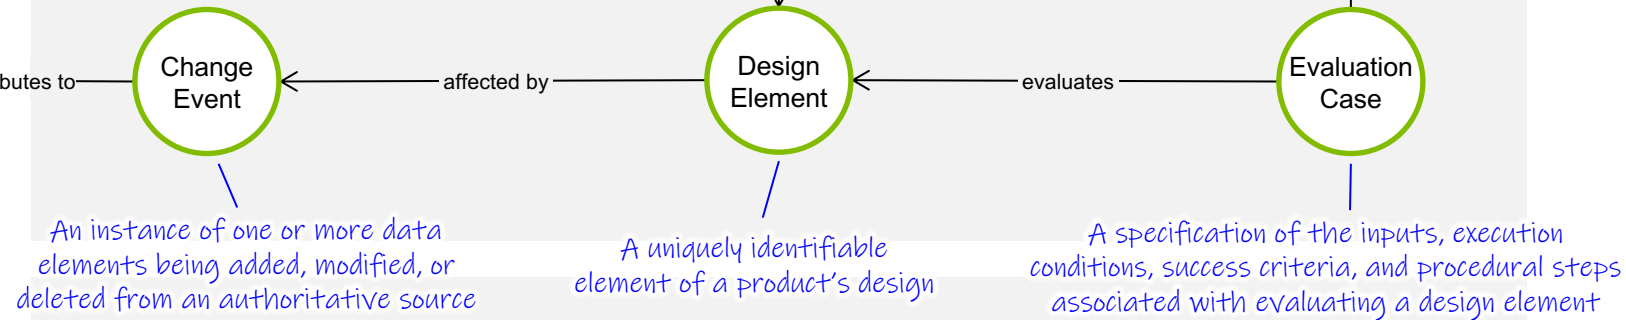 butes to
Change
Event
affected by
Design
Element
evaluates
Evaluation
Case
An instance of one or more data
elements being added, modified, or
deleted from an authoritative source
A uniquely identifiable
element of a product's design
A specification of the inputs, execution
conditions, success criteria, and procedural steps
associated with evaluating a design element